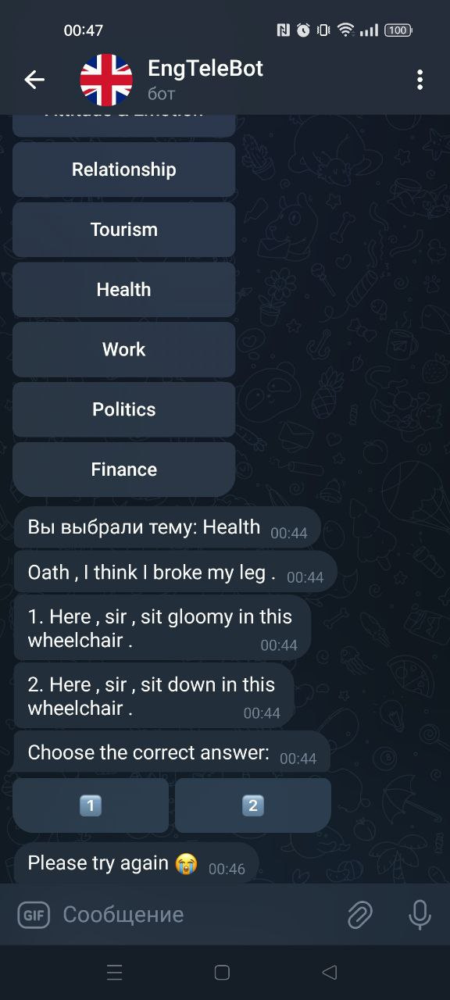 00:47
100
EngTeleBot
бот
Relationship
Tourism
Health
Work
Politics
Finance
Вы выбрали тему: Health 00:44
Oath , I think I broke my leg . 00:44
1. Here , sir , sit gloomy in this
wheelchair . 00:44
2. Here , sir , sit down in this
wheelchair . 00:44
Choose the correct answer: 00:44
1 2
Please try again 😭 00:46
GIF Сообщение